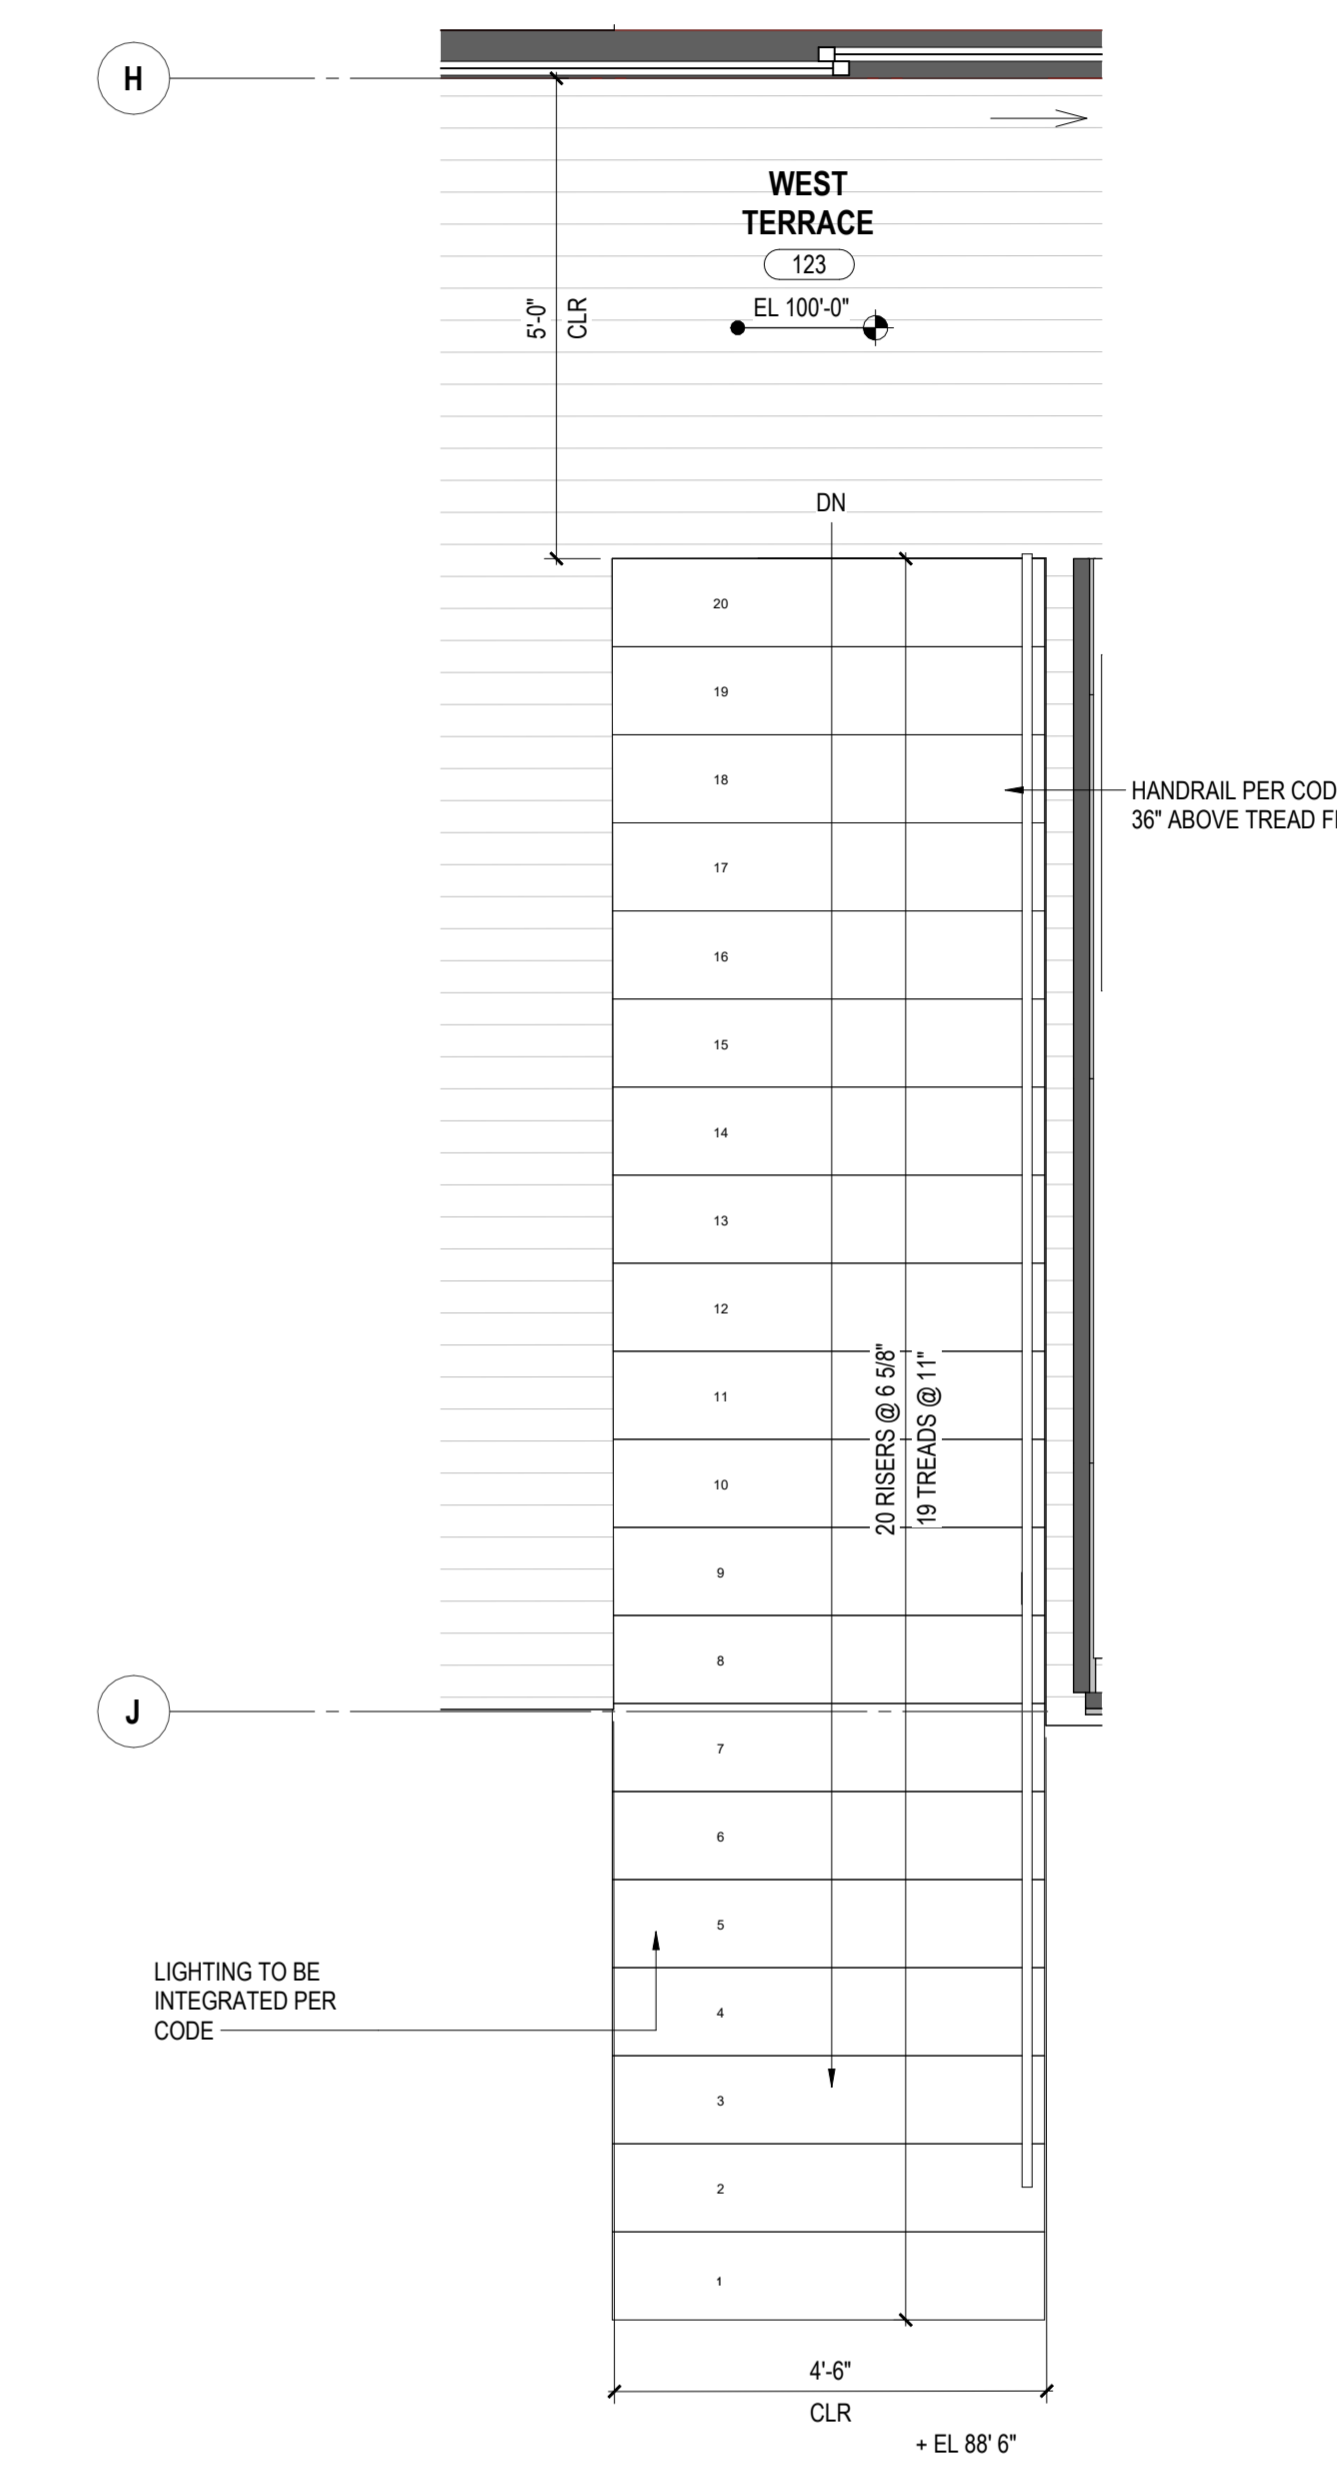 H
WEST
TERRACE
123
EL 100'-0"
5'-0"
CLR
DN
20
19
18
HANDRAIL PER COD
36" ABOVE TREAD
17
16
15
14
13
12
11
20 RISERS @ 6 5/8"
19 TREADS @ 11"
10
9
8
J
7
6
5
LIGHTING TO BE
INTEGRATED PER
CODE
4
3
2
1
4'-6"
CLR
+ EL 88' 6"